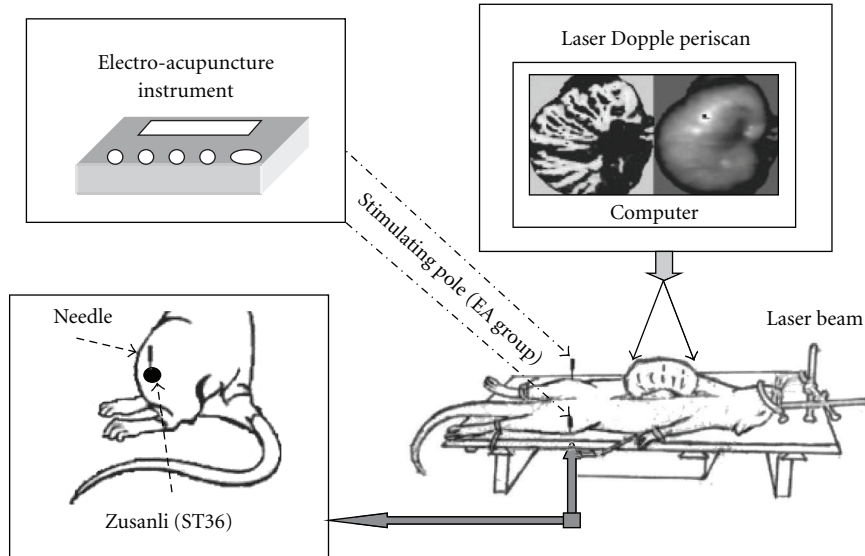 Electro-acupuncture
instrument
Laser Dopple periscan
Computer
Stimulating pole (EA group)
Laser beam
Needle
Zusanli (ST36)